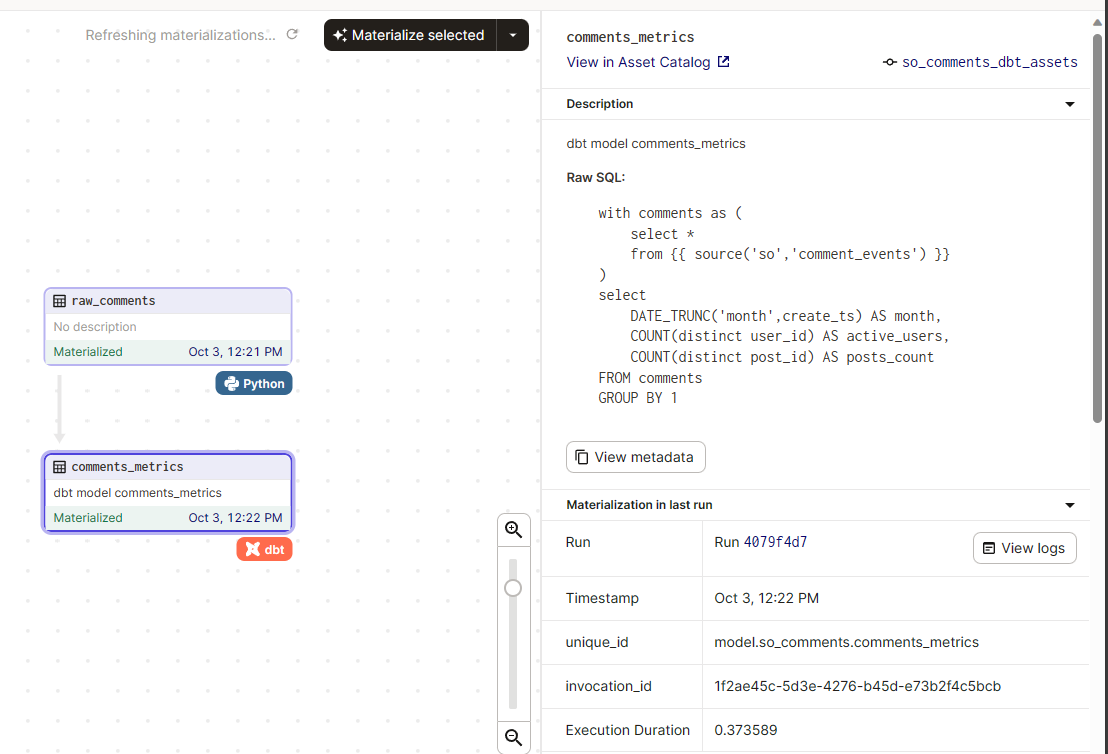 Refreshing materializations...
Materialize selected
raw_comments
No description
Materialized Oct 3, 12:21 PM
Python
comments_metrics
dbt model comments_metrics
Materialized Oct 3, 12:22 PM
dbt
comments_metrics
View in Asset Catalog so_comments_dbt_assets
Description
dbt model comments_metrics
Raw SQL:
with comments as (
    select *
    from {{ source('so','comment_events') }}
)
select
    DATE_TRUNC('month',create_ts) AS month,
    COUNT(distinct user_id) AS active_users,
    COUNT(distinct post_id) AS posts_count
FROM comments
GROUP BY 1
View metadata
Materialization in last run
Run Run 4079f4d7 View logs
Timestamp Oct 3, 12:22 PM
unique_id model.so_comments.comments_metrics
invocation_id 1f2ae45c-5d3e-4276-b45d-e73b2f4c5bcb
Execution Duration 0.373589